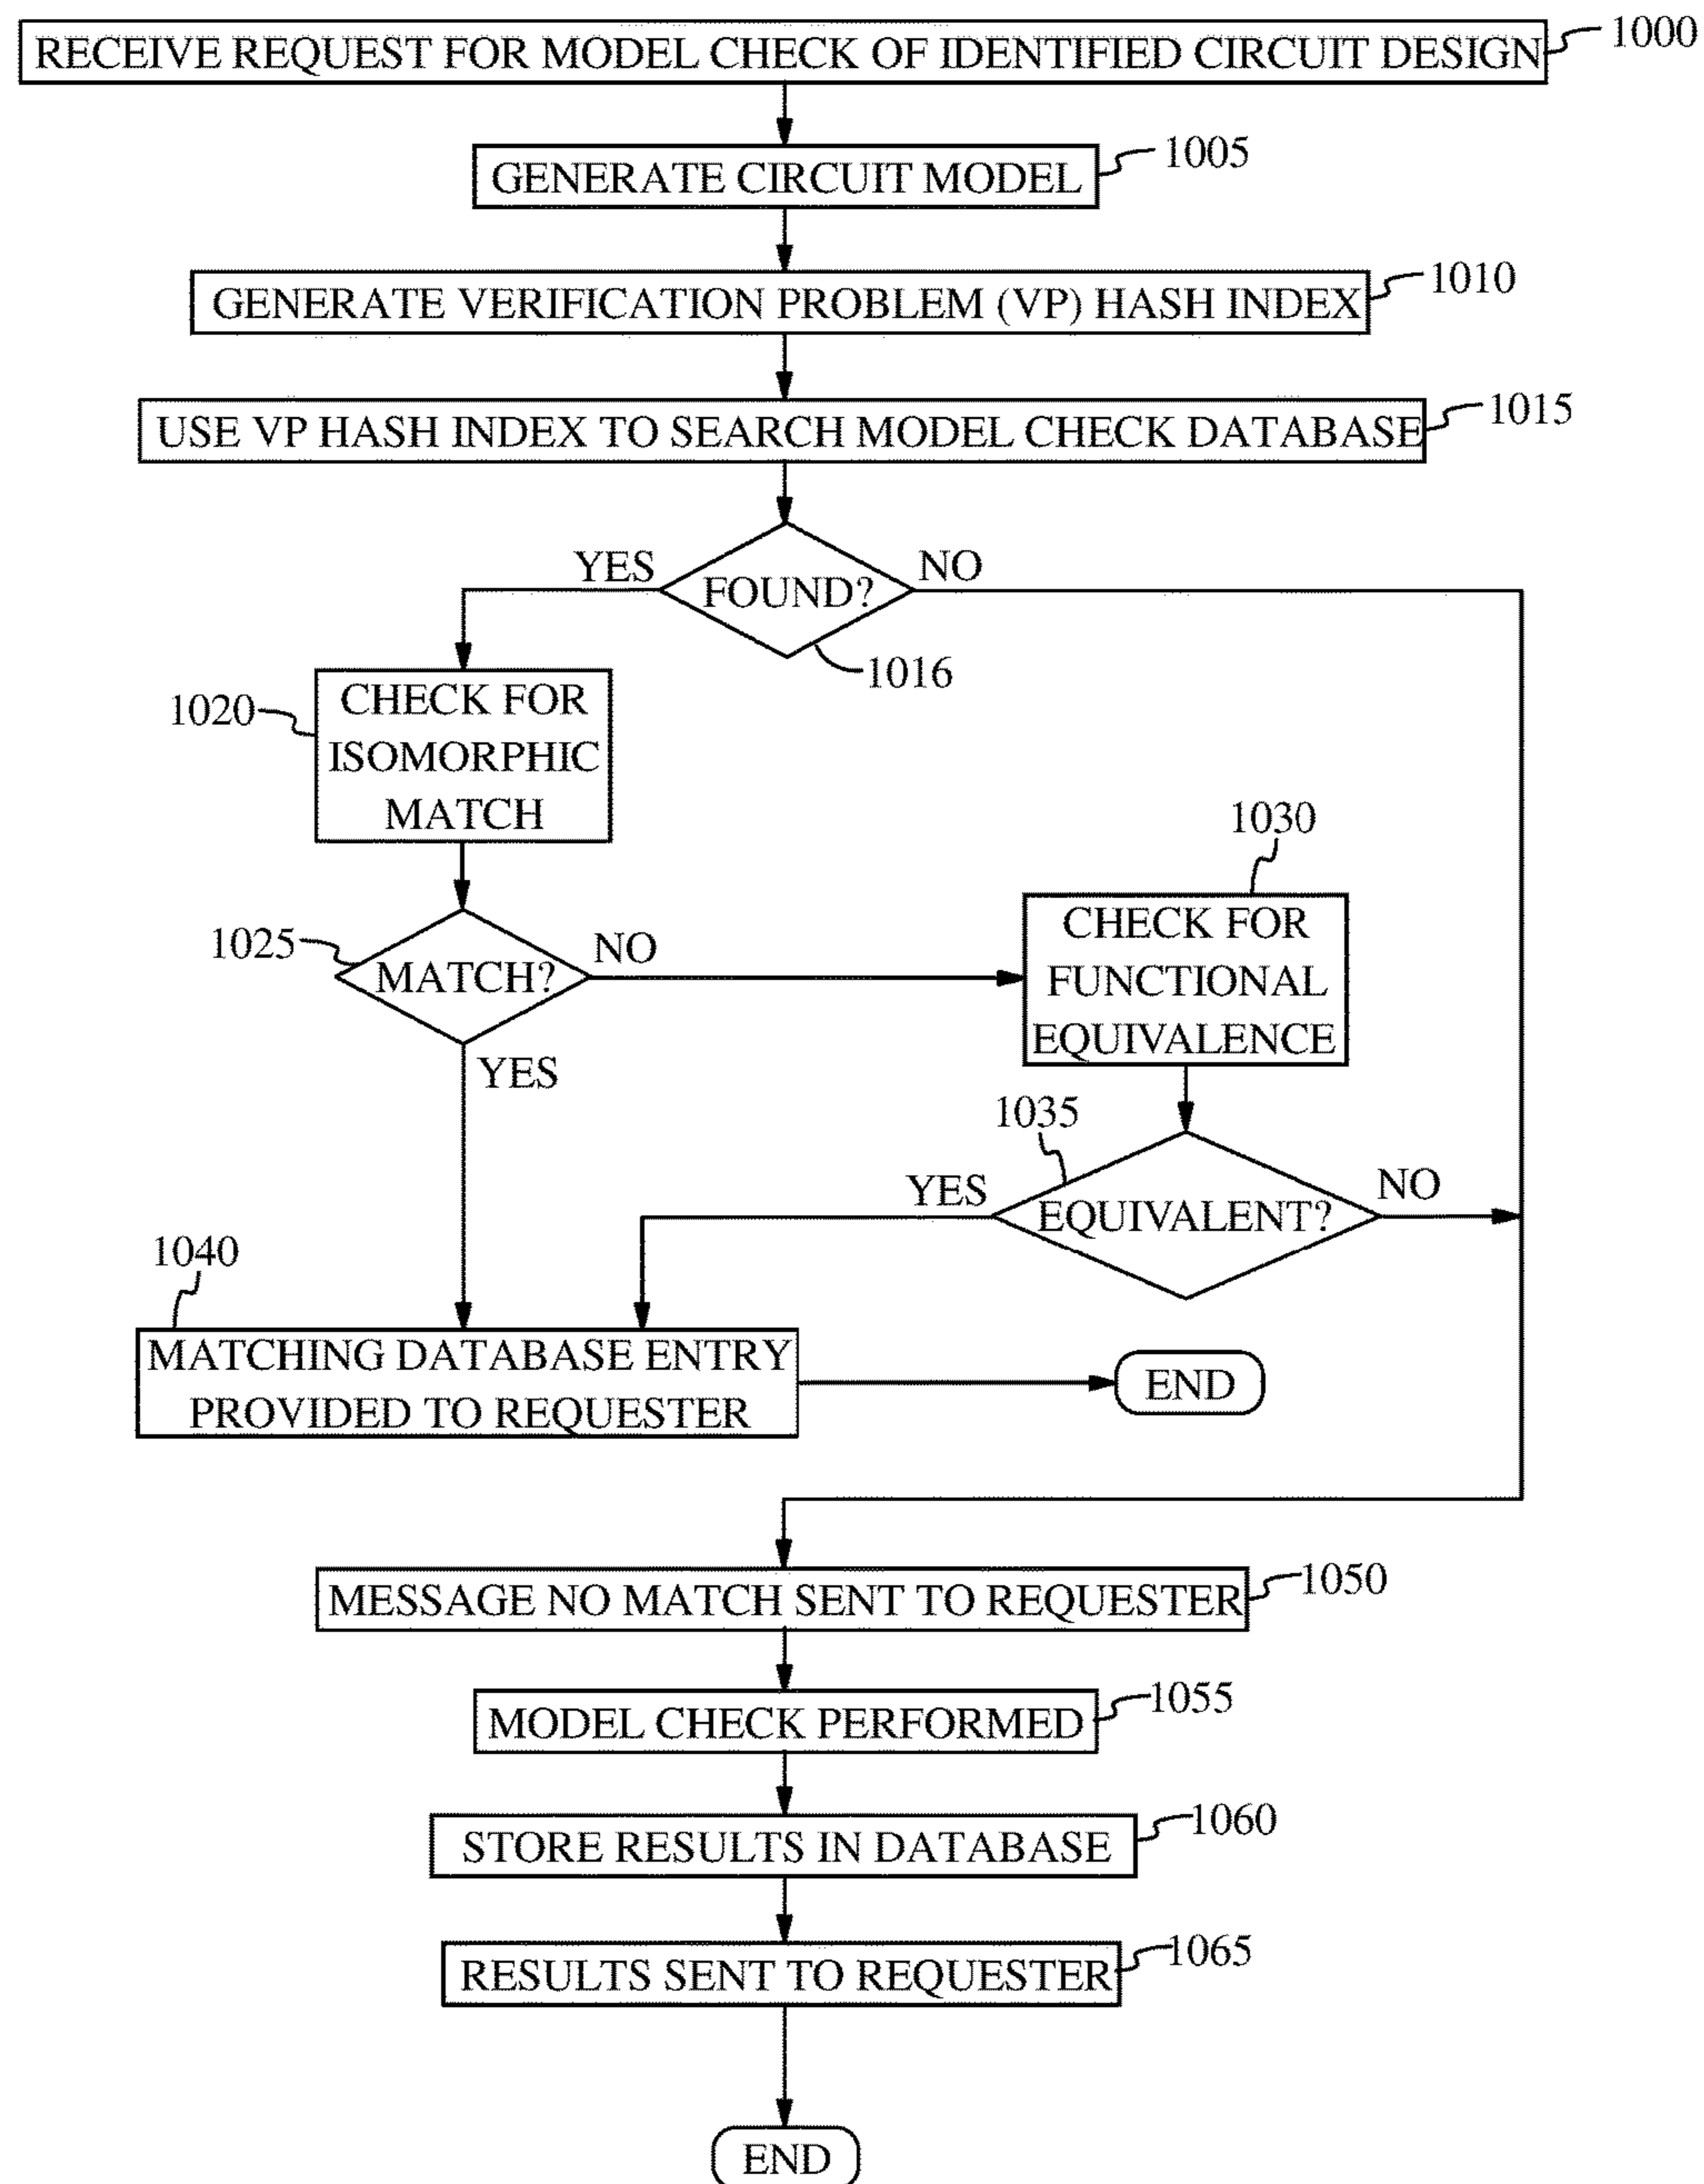 RECEIVE REQUEST FOR MODEL CHECK OF IDENTIFIED CIRCUIT DESIGN
1000
GENERATE CIRCUIT MODEL
1005
GENERATE VERIFICATION PROBLEM (VP) HASH INDEX
1010
USE VP HASH INDEX TO SEARCH MODEL CHECK DATABASE
1015
YES
FOUND?
NO
1016
1020
CHECK FOR
ISOMORPHIC
MATCH
1030
CHECK FOR
FUNCTIONAL
EQUIVALENCE
1025
MATCH?
NO
YES
1035
YES
EQUIVALENT?
NO
1040
MATCHING DATABASE ENTRY
PROVIDED TO REQUESTER
END
MESSAGE NO MATCH SENT TO REQUESTER
1050
MODEL CHECK PERFORMED
1055
STORE RESULTS IN DATABASE
1060
RESULTS SENT TO REQUESTER
1065
END